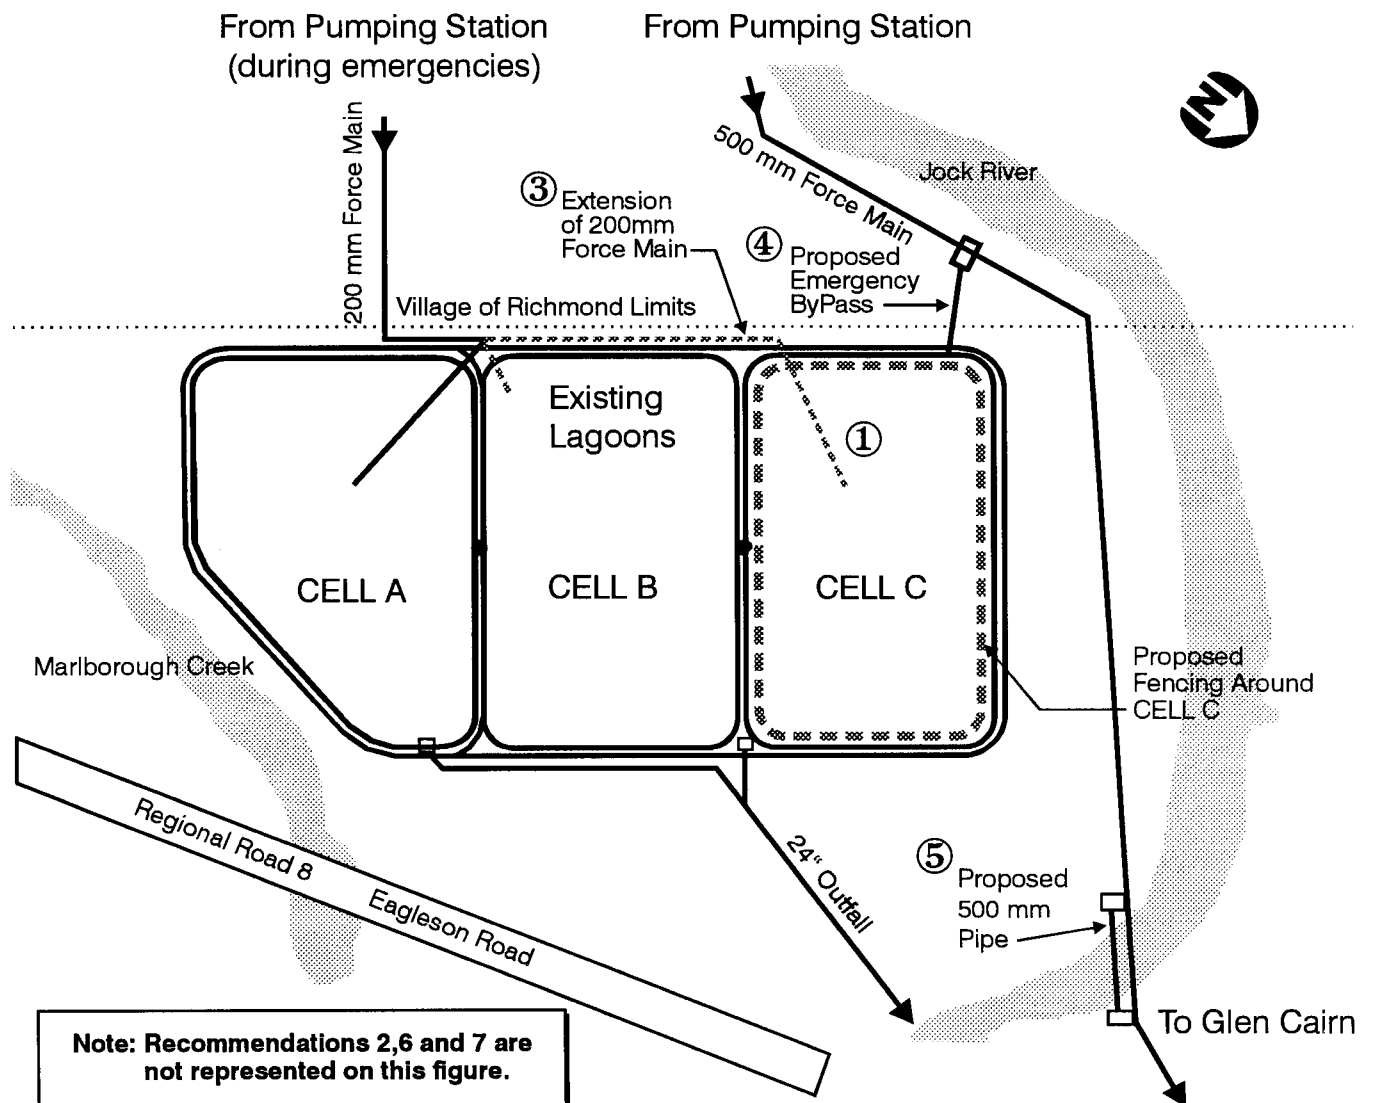 From Pumping Station
(during emergencies)
From Pumping Station
N
200 mm Force Main
500 mm Force Main
Jock River
③ Extension
of 200mm
Force Main
④ Proposed
Emergency
ByPass
Village of Richmond Limits
Existing
Lagoons
①
CELL A
CELL B
CELL C
Marlborough Creek
Proposed
Fencing Around
CELL C
Regional Road 8
Eagleson Road
24" Outfall
⑤ Proposed
500 mm
Pipe
To Glen Cairn
Note: Recommendations 2,6 and 7 are
not represented on this figure.